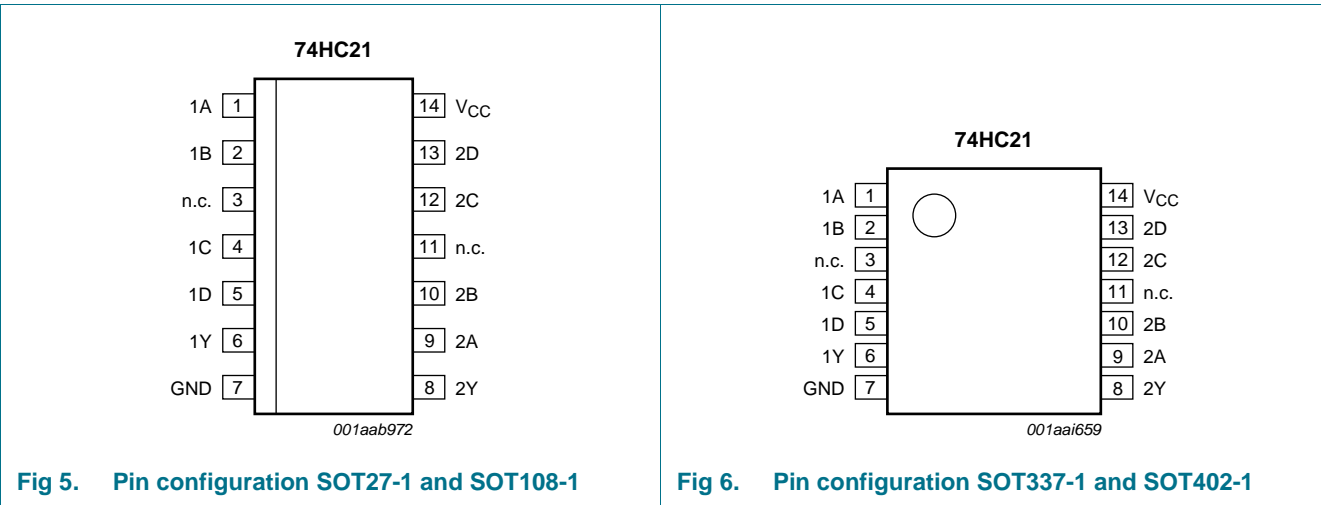 74HC21
1A 1 14 VCC
1B 2 13 2D
n.c. 3 12 2C
1C 4 11 n.c.
1D 5 10 2B
1Y 6 9 2A
GND 7 8 2Y
001aab972
Fig 5. Pin configuration SOT27-1 and SOT108-1
74HC21
1A 1 14 VCC
1B 2 13 2D
n.c. 3 12 2C
1C 4 11 n.c.
1D 5 10 2B
1Y 6 9 2A
GND 7 8 2Y
001aai659
Fig 6. Pin configuration SOT337-1 and SOT402-1